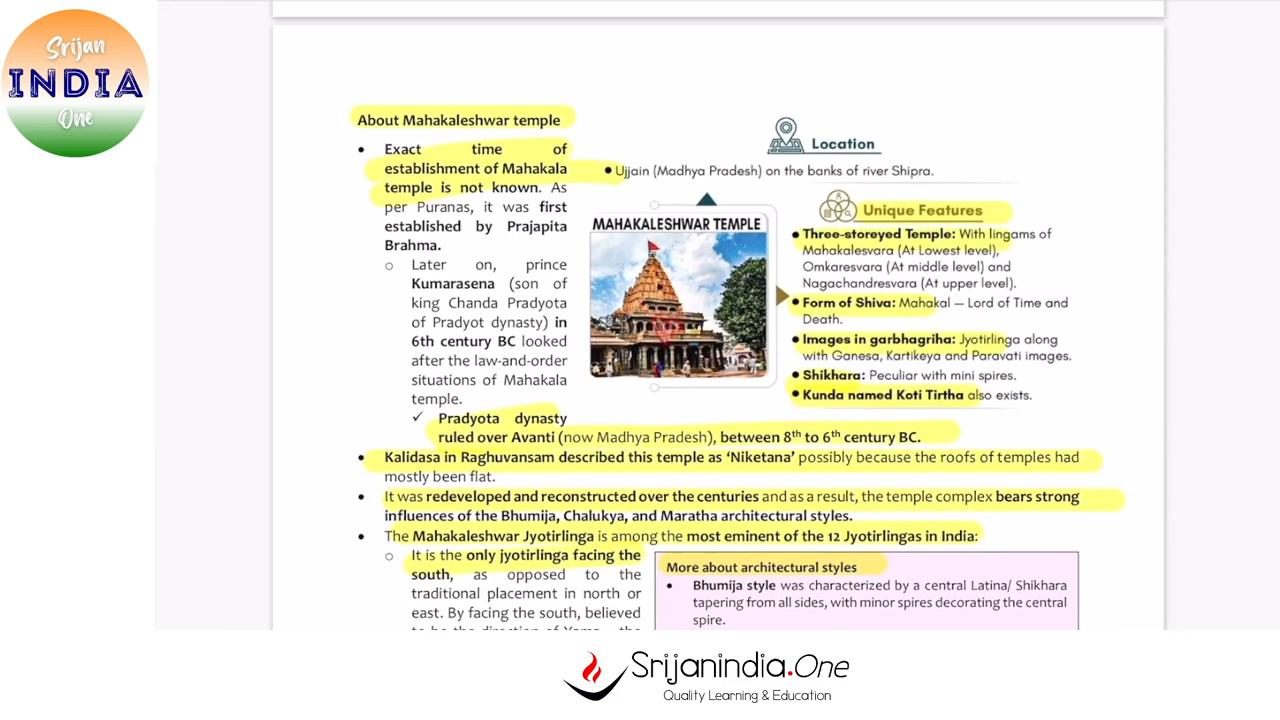 Srijan
INDIA
One
About Mahakaleshwar temple
• Exact time of
establishment of Mahakala
temple is not known. As
per Puranas, it was first
established by Prajapita
Brahma.
o Later on, prince
Kumarasena (son of
king Chanda Pradyota
of Pradyot dynasty) in
6th century BC looked
after the law-and-order
situations of Mahakala
temple.
✓ Pradyota dynasty
ruled over Avanti (now Madhya Pradesh), between 8th to 6th century BC.
Location
• Ujjain (Madhya Pradesh) on the banks of river Shipra.
MAHAKALESHWAR TEMPLE
Unique Features
• Three-storeyed Temple: With lingams of
Mahakalesvara (At Lowest level),
Omkaresvara (At middle level) and
Nagachandresvara (At upper level).
• Form of Shiva: Mahakal – Lord of Time and
Death.
• Images in garbhagriha: Jyotirlinga along
with Ganesa, Kartikeya and Paravati images.
• Shikhara: Peculiar with mini spires.
• Kunda named Koti Tirtha also exists.
• Kalidasa in Raghuvansam described this temple as ‘Niketana’ possibly because the roofs of temples had
mostly been flat.
• It was redeveloped and reconstructed over the centuries and as a result, the temple complex bears strong
influences of the Bhumija, Chalukya, and Maratha architectural styles.
• The Mahakaleshwar Jyotirlinga is among the most eminent of the 12 Jyotirlingas in India:
o It is the only jyotirlinga facing the
south, as opposed to the
traditional placement in north or
east. By facing the south, believed
More about architectural styles
• Bhumija style was characterized by a central Latina/ Shikhara
tapering from all sides, with minor spires decorating the central
spire.
Srijanindia.One
Quality Learning & Education